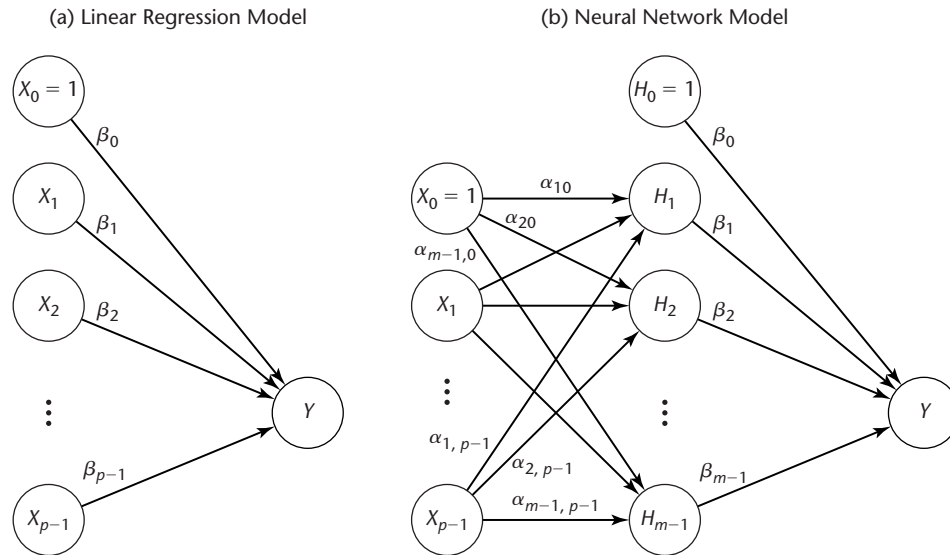 (a) Linear Regression Model
X₀ = 1
β₀
X₁
β₁
X₂
β₂
⋮
Y
βₚ₋₁
Xₚ₋₁
(b) Neural Network Model
H₀ = 1
β₀
X₀ = 1
α₁₀
H₁
α₂₀
β₁
αₘ₋₁,₀
X₁
H₂
β₂
⋮
⋮
Y
α₁, ₚ₋₁
α₂, ₚ₋₁
βₘ₋₁
Xₚ₋₁
αₘ₋₁, ₚ₋₁
Hₘ₋₁